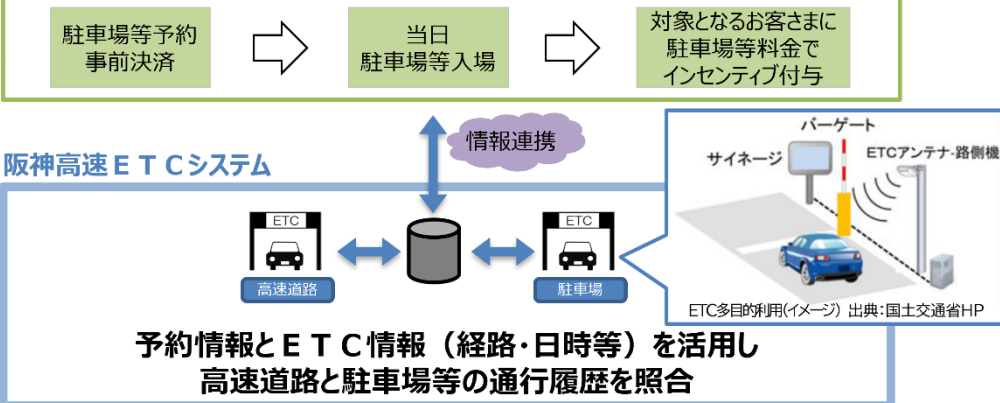 駐車場等予約
事前決済
当日
駐車場等入場
対象となるお客さまに
駐車場等料金で
インセンティブ付与
情報連携
阪神高速ＥＴＣシステム
ETC
高速道路
ETC
駐車場
バーゲート
サイネージ
ETCアンテナ・路側機
ETC多目的利用(イメージ) 出典：国土交通省HP
予約情報とＥＴＣ情報（経路・日時等）を活用し
高速道路と駐車場等の通行履歴を照合